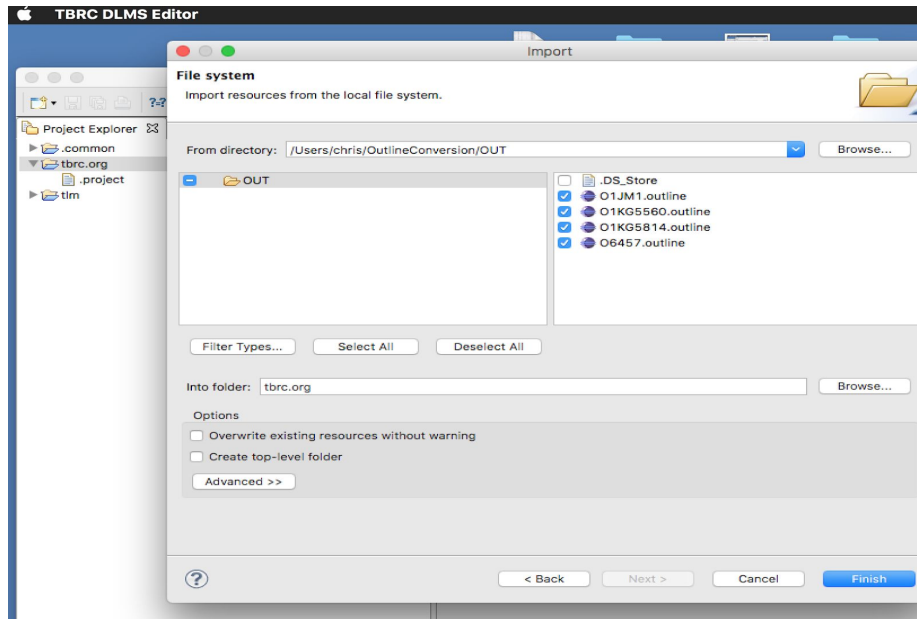 TBRC DLMS Editor
Import
File system
Import resources from the local file system.
Project Explorer
.common
tbrc.org
.project
tlm
From directory: /Users/chris/OutlineConversion/OUT Browse...
OUT
.DS_Store
O1JM1.outline
O1KG5560.outline
O1KG5814.outline
O6457.outline
Filter Types... Select All Deselect All
Into folder: tbrc.org Browse...
Options
Overwrite existing resources without warning
Create top-level folder
Advanced >>
? < Back Next > Cancel Finish